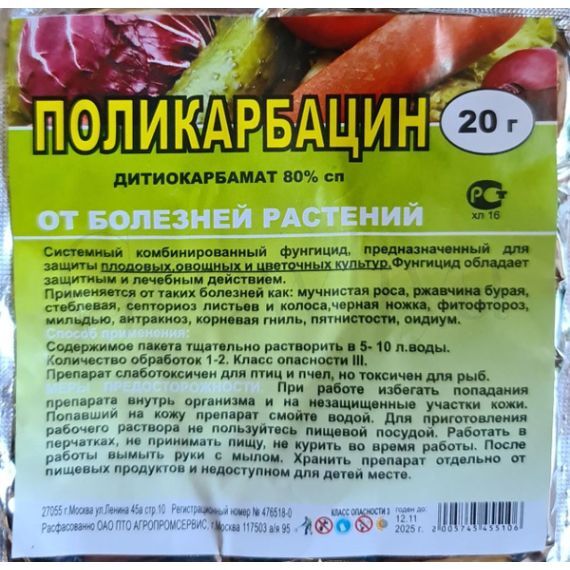 ПОЛИКАРБАЦИН
20 г
ДИТИОКАРБАМАТ 80% сп
РСТ
хл 16
ОТ БОЛЕЗНЕЙ РАСТЕНИЙ
Системный комбинированный фунгицид, предназначенный для
защиты плодовых,овощных и цветочных культур.Фунгицид обладает
защитным и лечебным действием.
Применяется от таких болезней как: мучнистая роса, ржавчина бурая,
стеблевая, септориоз листьев и колоса,черная ножка, фитофтороз,
мильдью, антракноз, корневая гниль, пятнистости, оидиум.
Способ применения:
Содержимое пакета тщательно растворить в 5- 10 л.воды.
Количество обработок 1-2. Класс опасности III.
Препарат слаботоксичен для птиц и пчел, но токсичен для рыб.
МЕРЫ ПРЕДОСТОРОЖНОСТИ. При работе избегать попадания
препарата внутрь организма и на незащищенные участки кожи.
Попавший на кожу препарат смойте водой. Для приготовления
рабочего раствора не пользуйтесь пищевой посудой. Работать в
перчатках, не принимать пищу, не курить во время работы. После
работы вымыть руки с мылом. Хранить препарат отдельно от
пищевых продуктов и недоступном для детей месте.
27055 г.Москва ул.Ленина 45а стр.10 Регистрационный номер № 476518-0
Расфасованно ОАО ПТО АГРОПРОМСЕРВИС, г.Москва 117503 а/я 95
КЛАСС ОПАСНОСТИ 3
годен до:
12.11
2025 г.
2 005745 455106